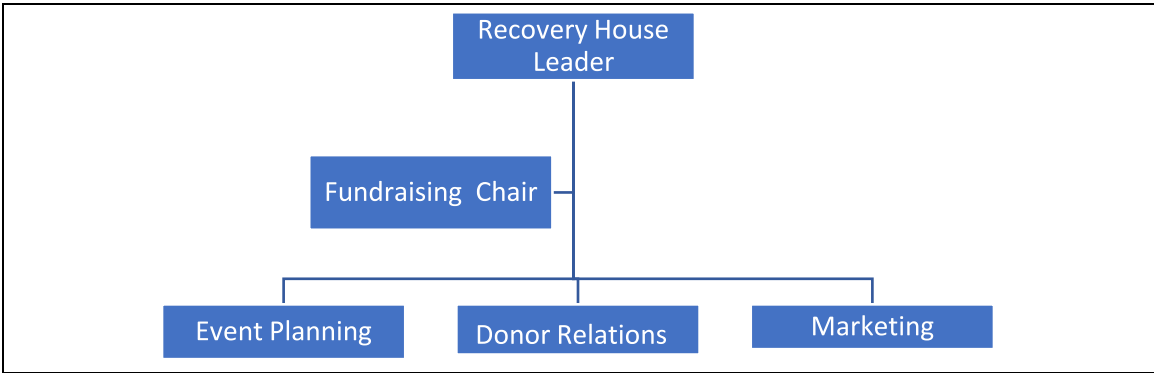 Recovery House
Leader
Fundraising  Chair
Event Planning
Donor Relations
Marketing